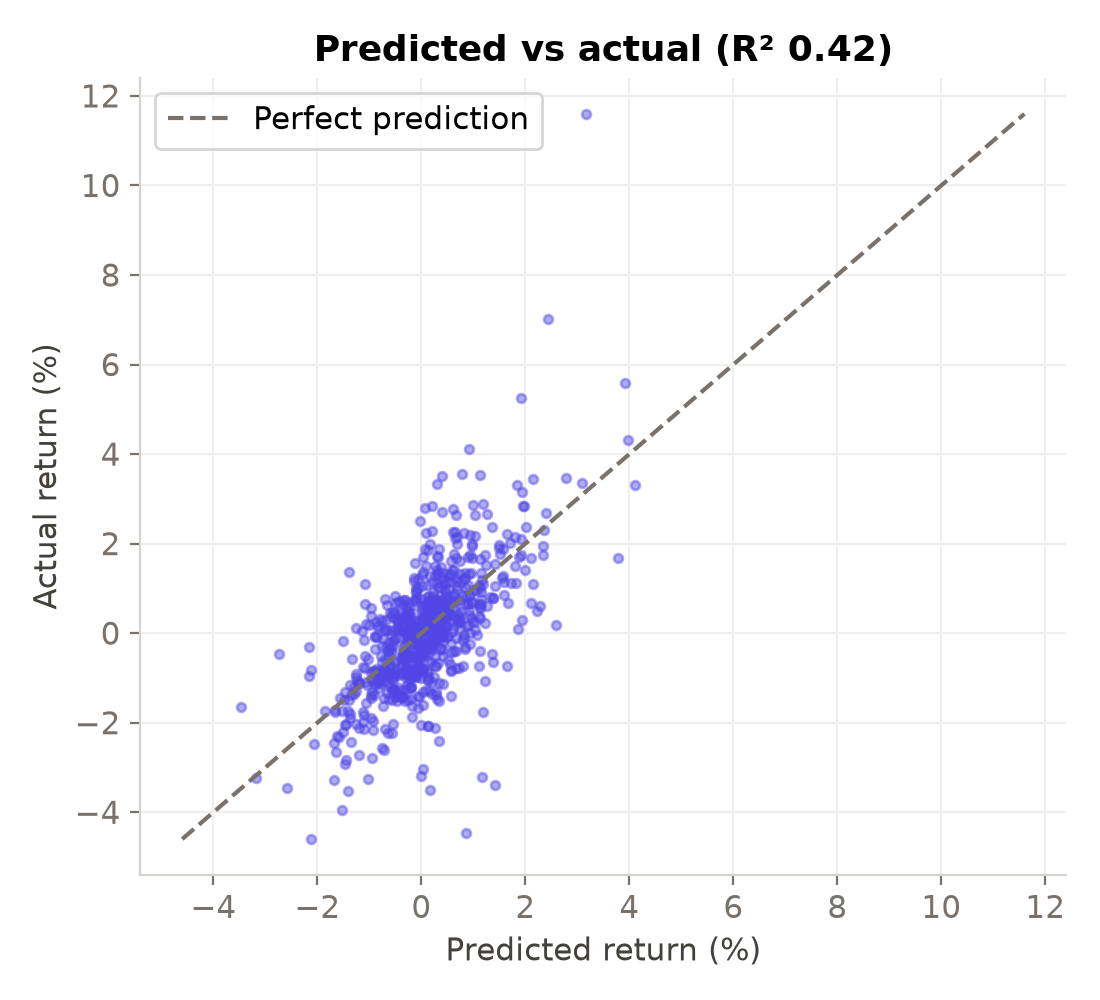 Predicted vs actual (R² 0.42)
Perfect prediction
12
10
8
6
4
2
0
−2
−4
Actual return (%)
−4 −2 0 2 4 6 8 10 12
Predicted return (%)